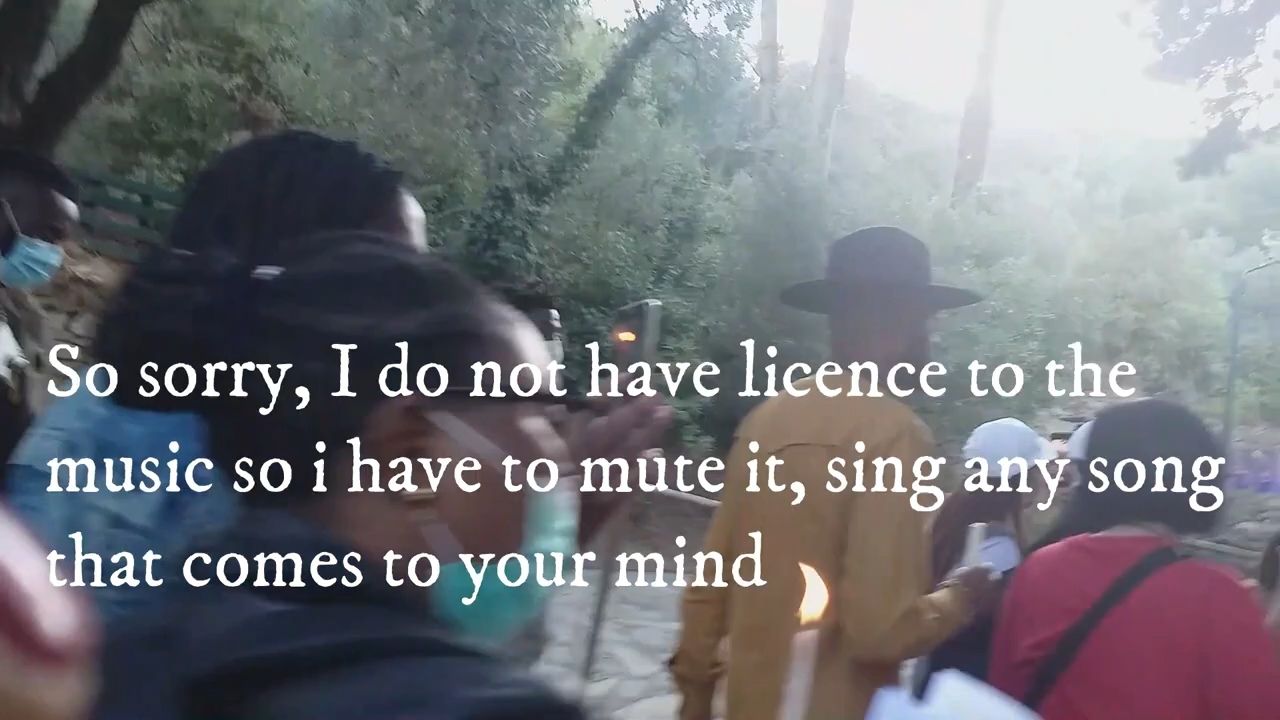 So sorry, I do not have licence to the
music so i have to mute it, sing any song
that comes to your mind